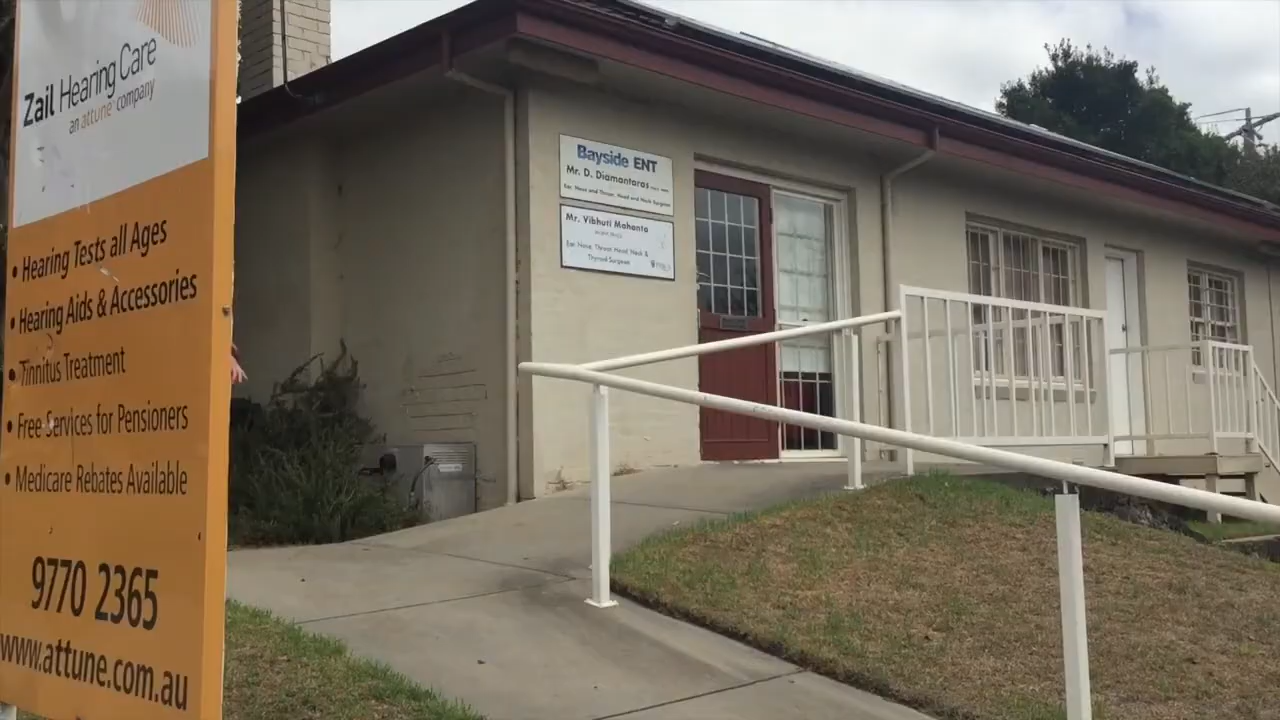 Zail Hearing Care
an attune company
• Hearing Tests all Ages
• Hearing Aids & Accessories
• Tinnitus Treatment
• Free Services for Pensioners
• Medicare Rebates Available
9770 2365
www.attune.com.au
Bayside ENT
Mr. D. Diamantaras
Ear, Nose and Throat, Head and Neck Surgeon
Mr. Vibhuti Mahanta
Ear, Nose, Throat Head, Neck &
Thyroid Surgeon